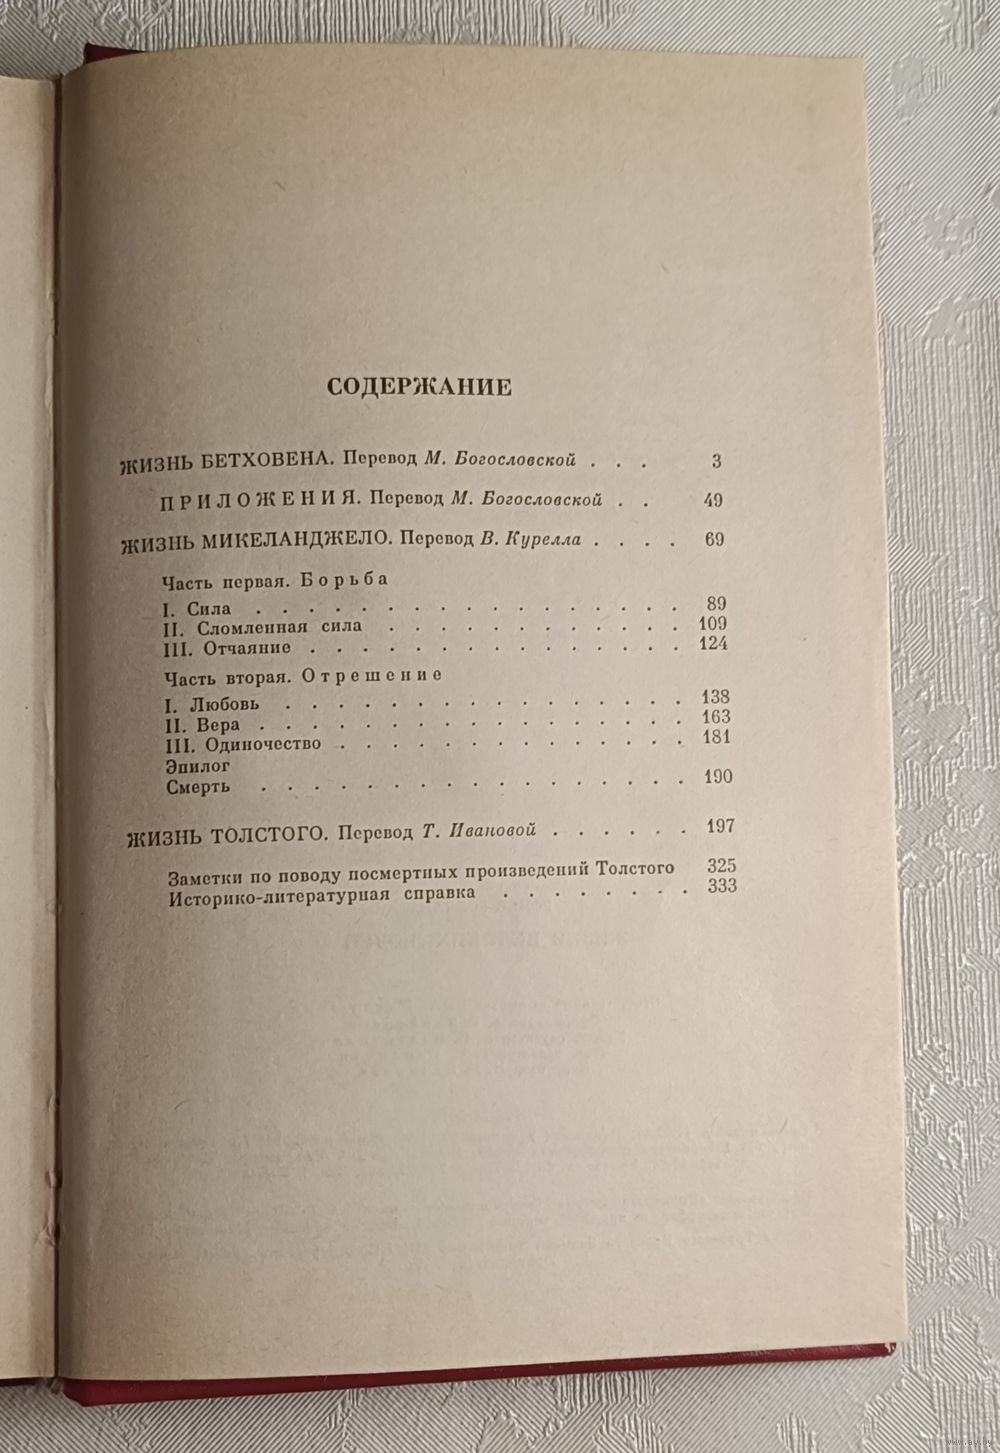 СОДЕРЖАНИЕ
ЖИЗНЬ БЕТХОВЕНА. Перевод М. Богословской . . . 3
ПРИЛОЖЕНИЯ. Перевод М. Богословской . . 49
ЖИЗНЬ МИКЕЛАНДЖЕЛО. Перевод В. Курелла . . . . 69
Часть первая. Борьба
I. Сила . . . . . . . . . . . . . . . . . 89
II. Сломленная сила . . . . . . . . . . . . 109
III. Отчаяние . . . . . . . . . . . . . . . 124
Часть вторая. Отрешение
I. Любовь . . . . . . . . . . . . . . . . 138
II. Вера . . . . . . . . . . . . . . . . . 163
III. Одиночество . . . . . . . . . . . . . . 181
Эпилог
Смерть . . . . . . . . . . . . . . . . . 190
ЖИЗНЬ ТОЛСТОГО. Перевод Т. Ивановой . . . . . . 197
Заметки по поводу посмертных произведений Толстого 325
Историко-литературная справка . . . . . . . . 333
www.ay.by